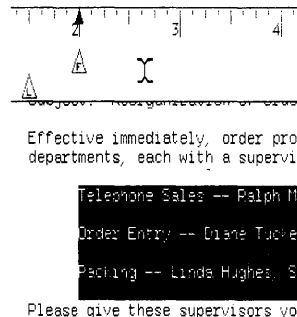 2 3 4
F
L
Effective immediately, order pro
departments, each with a supervi
Telephone Sales -- Ralph M
Order Entry -- Diane Tucke
Packing -- Linda Hughes, S
Please give these supervisors yo